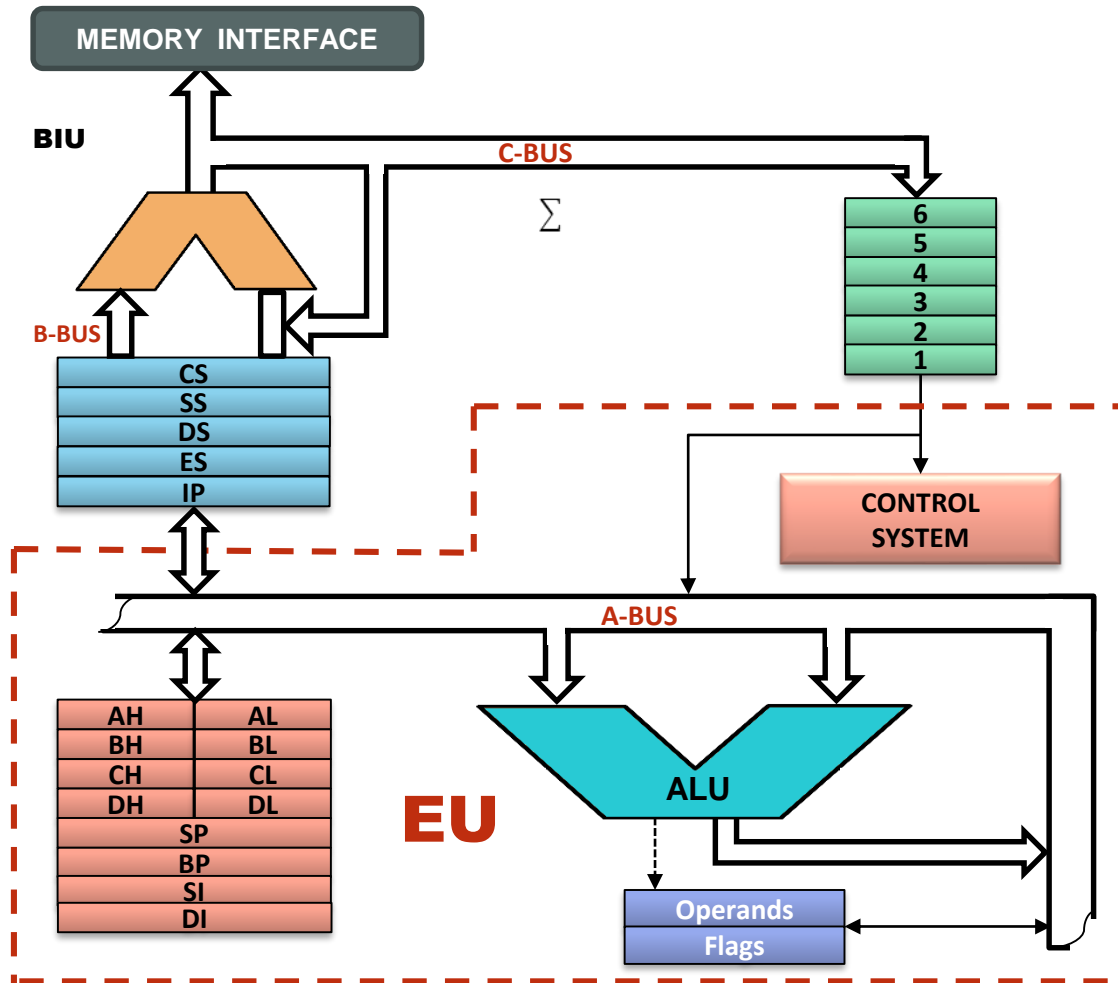 MEMORY INTERFACE
BIU
C-BUS
∑
6
5
4
3
2
1
B-BUS
CS
SS
DS
ES
IP
CONTROL
SYSTEM
A-BUS
AH AL
BH BL
CH CL
DH DL
SP
BP
SI
DI
EU
ALU
Operands
Flags